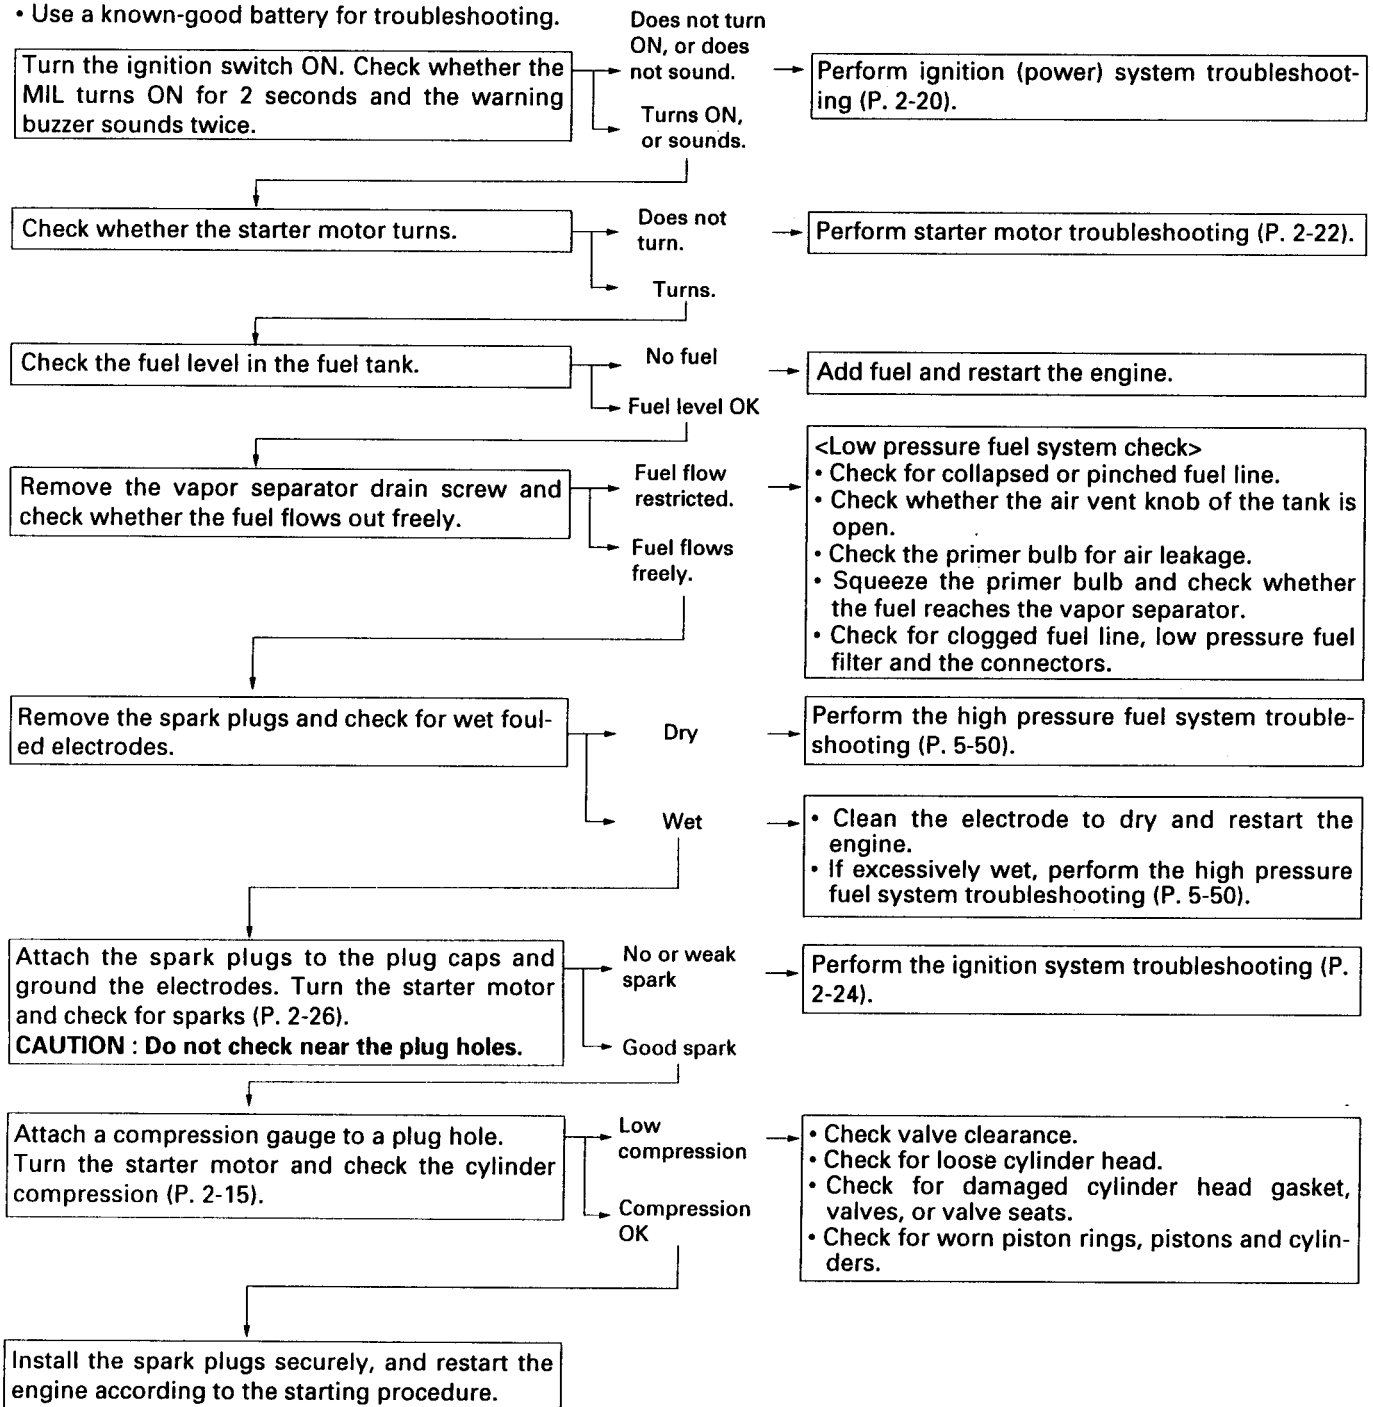 • Use a known-good battery for troubleshooting.
Turn the ignition switch ON. Check whether the
MIL turns ON for 2 seconds and the warning
buzzer sounds twice.
Does not turn
ON, or does
not sound.
Perform ignition (power) system troubleshoot-
ing (P. 2-20).
Turns ON,
or sounds.
Check whether the starter motor turns.
Does not
turn.
Perform starter motor troubleshooting (P. 2-22).
Turns.
Check the fuel level in the fuel tank.
No fuel
Add fuel and restart the engine.
Fuel level OK
Remove the vapor separator drain screw and
check whether the fuel flows out freely.
Fuel flow
restricted.
<Low pressure fuel system check>
• Check for collapsed or pinched fuel line.
• Check whether the air vent knob of the tank is
open.
• Check the primer bulb for air leakage.
• Squeeze the primer bulb and check whether
the fuel reaches the vapor separator.
• Check for clogged fuel line, low pressure fuel
filter and the connectors.
Fuel flows
freely.
Remove the spark plugs and check for wet foul-
ed electrodes.
Dry
Perform the high pressure fuel system trouble-
shooting (P. 5-50).
Wet
• Clean the electrode to dry and restart the
engine.
• If excessively wet, perform the high pressure
fuel system troubleshooting (P. 5-50).
Attach the spark plugs to the plug caps and
ground the electrodes. Turn the starter motor
and check for sparks (P. 2-26).
CAUTION : Do not check near the plug holes.
No or weak
spark
Perform the ignition system troubleshooting (P.
2-24).
Good spark
Attach a compression gauge to a plug hole.
Turn the starter motor and check the cylinder
compression (P. 2-15).
Low
compression
• Check valve clearance.
• Check for loose cylinder head.
• Check for damaged cylinder head gasket,
valves, or valve seats.
• Check for worn piston rings, pistons and cylin-
ders.
Compression
OK
Install the spark plugs securely, and restart the
engine according to the starting procedure.